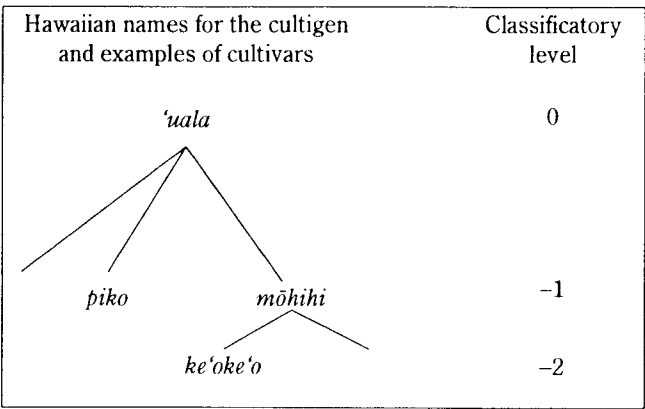 Hawaiian names for the cultigen
and examples of cultivars
Classificatory
level
ʻuala
0
piko
mōhihi
–1
keʻokeʻo
–2